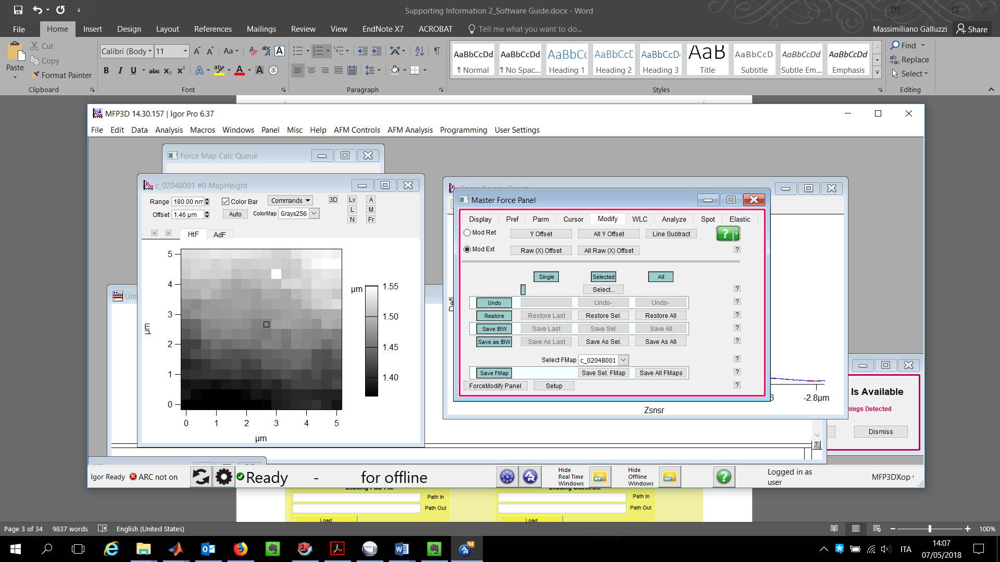 Supporting Information 2_Software Guide.docx - Word
File Home Insert Design Layout References Mailings Review View EndNote X7 ACROBAT Tell me what you want to do... Massimiliano Galluzzi Share
Paste
Cut
Copy
Format Painter
Clipboard
Calibri (Body 11
Font
Paragraph
AaBbCcDd AaBbCcDd AaBbCc AaBbCcD AaBbCcD AaB AaBbCcD AaBbCcDd AaBbCcDd
¶ Normal ¶ No Spac... Heading 1 Heading 2 Heading 3 Title Subtitle Subtle Em... Emphasis
Styles
Find
Replace
Select
Editing
MFP3D 14.30.157 | Igor Pro 6.37
File Edit Data Analysis Macros Windows Panel Misc Help AFM Controls AFM Analysis Programming User Settings
Force Map Calc Queue
c_02048001 #0 MapHeight
Range 180.00 nm Color Bar Commands 3D Ly A
Offset 1.46 µm Auto ColorMap Grays256 L M
N Fr
< > HtF AdF
5
4
3
2
1
0
µm
0 1 2 3 4 5
µm
µm
1.55
1.50
1.45
1.40
Unt
Force Review Graph
Master Force Panel
Display Pref Parm Cursor Modify WLC Analyze Spot Elastic
Mod Ret Y Offset All Y Offset Line Subtract ?
Mod Ext Raw (X) Offset All Raw (X) Offset ?
Single Selected All
Select... ?
Undo Undo- Undo- ?
Restore Restore Last Restore Sel. Restore All ?
Save IBW Save Last Save Sel. Save All ?
Save as IBW Save As Last Save As Sel. Save As All ?
Select FMap c_02048001 ?
Save FMap Save Sel. FMap Save All FMaps ?
ForceModify Panel Setup ?
-2.8µm
Zsnsr
Is Available
nings Detected
Dismiss
Igor Ready ARC not on Ready - for offline
Hide
Real Time
Windows
RT
Hide
Offline
Windows
OL
?
Logged in as
user
MFP3DXop
Path In
Path Out
Load
Path In
Path Out
Load
Page 3 of 34 9837 words English (United States) 100%
14
ITA
14:07
07/05/2018